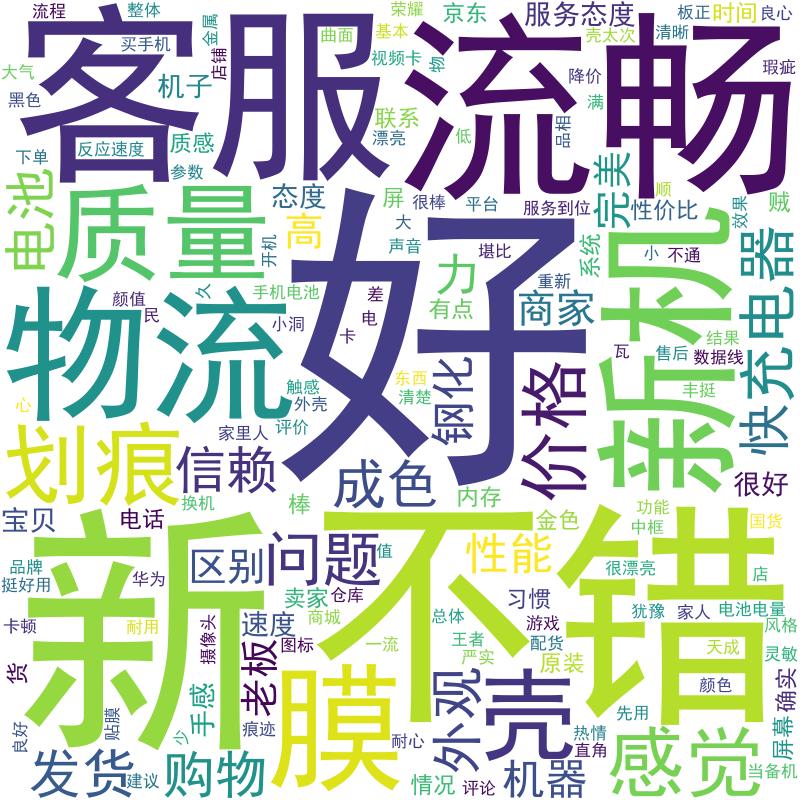 流程
整体
荣耀
京东
服务态度
板正
时间
良心
买手机
金属
店铺
曲面
基本
壳太次
清晰
客服
流畅
大气
机子
视频卡
物
降价
瑕疵
黑色
联系
满
质感
漂亮
低
品相
下单
反应速度
参数
完美
顺
电池
质量
态度
屏
很棒
平台
服务到位
性价比
贼
效果
高
开机
大
声音
堪比
系统
小
不通
好
力
重新
新机
快充
电器
颜值
久
手机电池
差
有点
商家
民
小洞
电
卡
结果
物流
瓦
售后
数据线
钢化
价格
触感
东西
丰挺
心
外壳
清楚
划痕
家里人
评价
信赖
成色
很好
换机
棒
内存
宝贝
电话
金色
功能
中框
国货
新
不错
区别
问题
性能
品牌
值
挺好用
华为
很漂亮
店
卖家
仓库
习惯
犹豫
家人
电池电量
卡顿
耐用
摄像头
速度
商城
总体
游戏
风格
图标
一流
王者
配货
天成
货
老板
严实
原装
灵敏
确实
膜
外观
壳
颜色
手感
先用
屏幕
良好
贴膜
少
痕迹
耐心
热情
直角
感觉
发货
建议
购物
情况
评论
机器
当备机